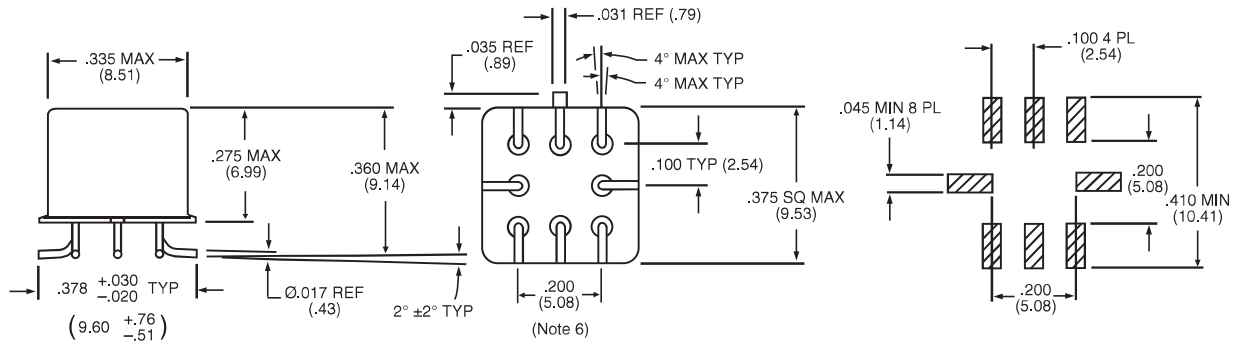 .335 MAX
(8.51)
.275 MAX
(6.99)
.360 MAX
(9.14)
.378 +.030 –.020 TYP
(9.60 +.76 –.51)
Ø.017 REF
(.43)
2° ±2° TYP
.031 REF (.79)
.035 REF
(.89)
4° MAX TYP
4° MAX TYP
.100 TYP (2.54)
.375 SQ MAX
(9.53)
.200
(5.08)
(Note 6)
.100 4 PL
(2.54)
.045 MIN 8 PL
(1.14)
.200
(5.08)
.410 MIN
(10.41)
.200
(5.08)